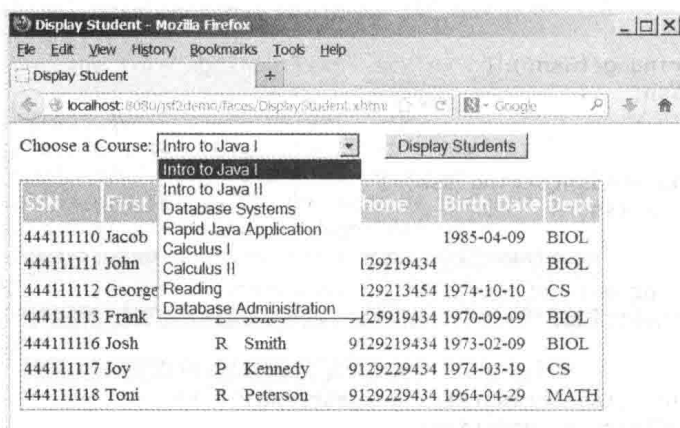 Display Student - Mozilla Firefox
File Edit View History Bookmarks Tools Help
Display Student +
localhost:8080/jsf2demo/faces/DisplayStudent.xhtml Google
Choose a Course: Intro to Java I Display Students
Intro to Java I
Intro to Java II
Database Systems
Rapid Java Application
Calculus I
Calculus II
Reading
Database Administration
SSN First Phone Birth Date Dept
444111110 Jacob 1985-04-09 BIOL
444111111 John 9129219434 BIOL
444111112 George 9129213454 1974-10-10 CS
444111113 Frank E Jones 9125919434 1970-09-09 BIOL
444111116 Josh R Smith 9129219434 1973-02-09 BIOL
444111117 Joy P Kennedy 9129229434 1974-03-19 CS
444111118 Toni R Peterson 9129229434 1964-04-29 MATH